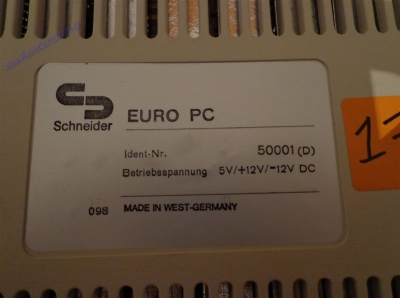 Schneider
EURO PC
Ident-Nr. 50001 (D)
Betriebsspannung 5V/+12V/-12V DC
098 MADE IN WEST-GERMANY